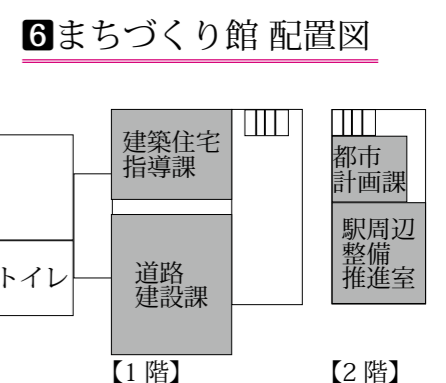 6まちづくり館 配置図
建築住宅
指導課
トイレ
道路
建設課
【1 階】
都市
計画課
駅周辺
整備
推進室
【2 階】